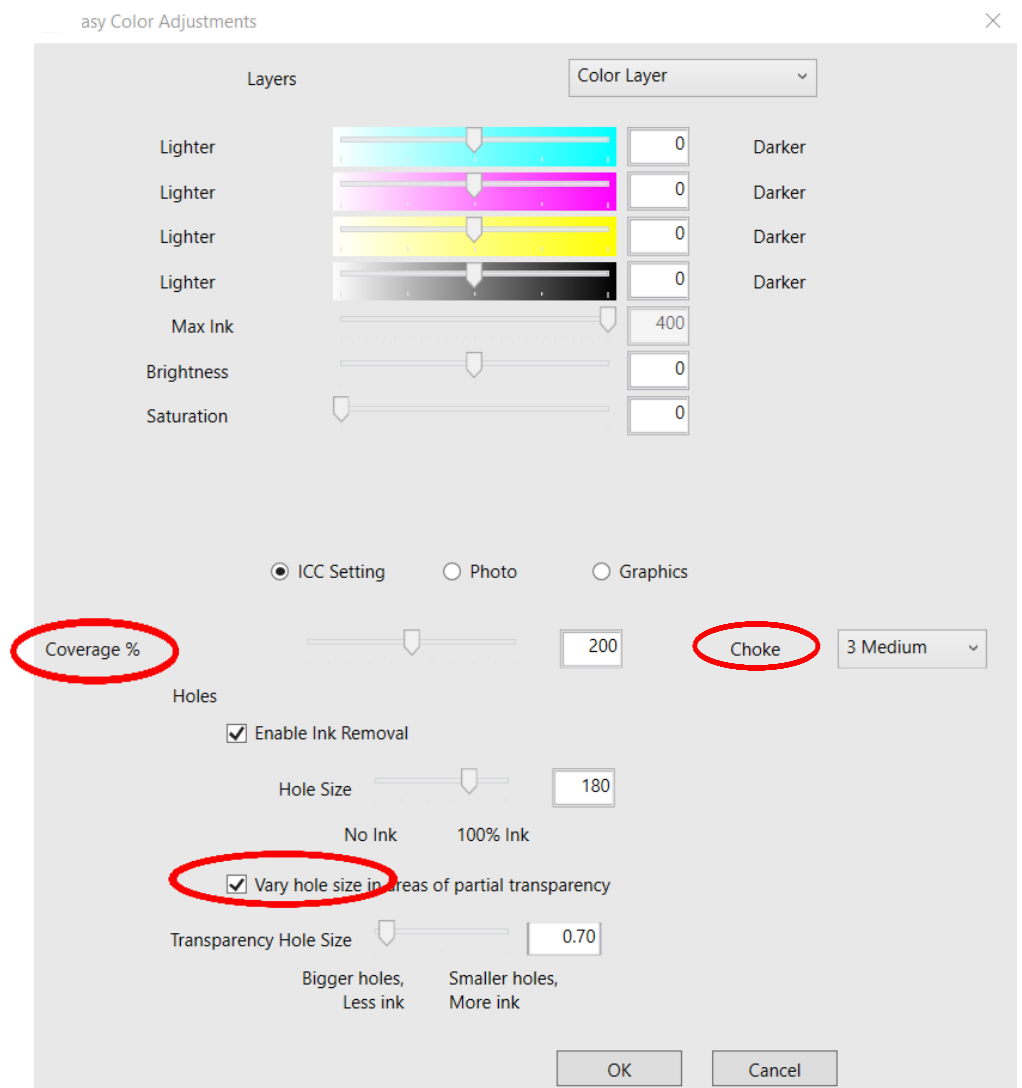 asy Color Adjustments
Layers Color Layer
Lighter 0 Darker
Lighter 0 Darker
Lighter 0 Darker
Lighter 0 Darker
Max Ink 400
Brightness 0
Saturation 0
ICC Setting Photo Graphics
Coverage % 200 Choke 3 Medium
Holes
Enable Ink Removal
Hole Size 180
No Ink 100% Ink
Vary hole size in areas of partial transparency
Transparency Hole Size 0.70
Bigger holes, Smaller holes,
Less ink More ink
OK Cancel